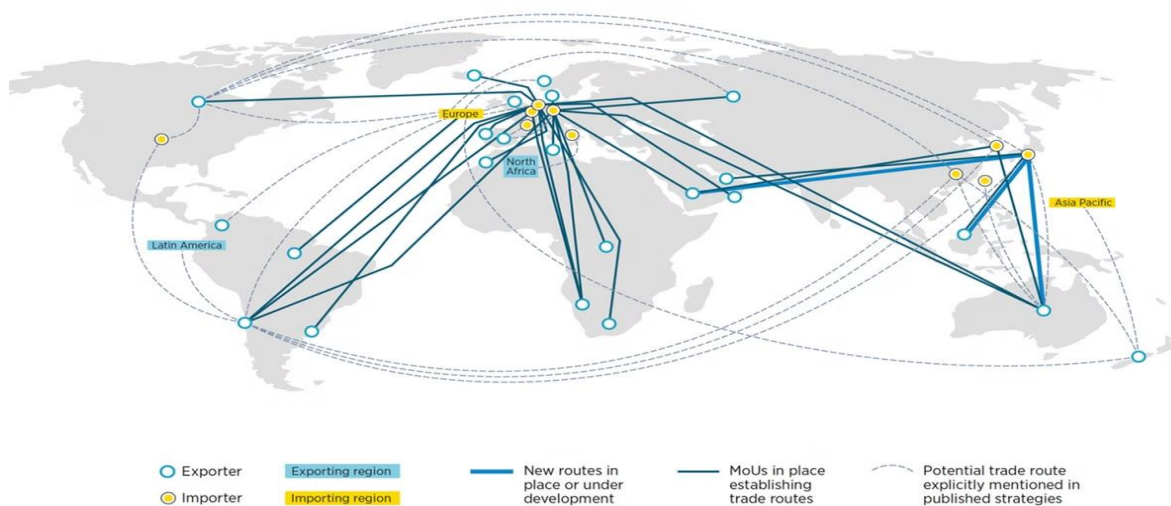 Europe
North
Africa
Asia Pacific
Latin America
Exporter
Importer
Exporting region
Importing region
New routes in
place or under
development
MoUs in place
establishing
trade routes
Potential trade route
explicitly mentioned in
published strategies